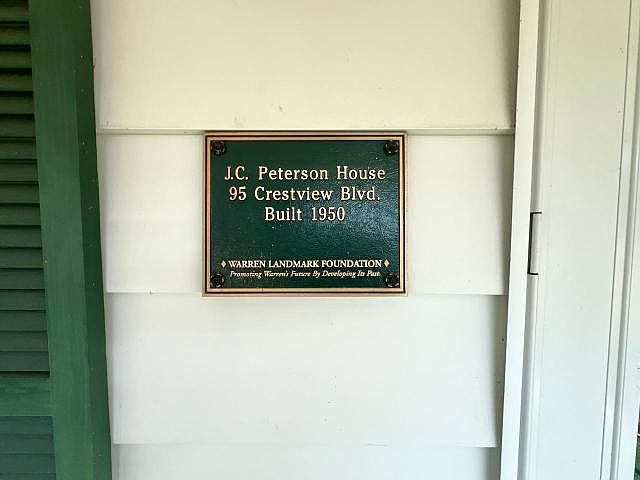 J.C. Peterson House
95 Crestview Blvd.
Built 1950
♦ WARREN LANDMARK FOUNDATION ♦
Promoting Warren's Future By Developing Its Past